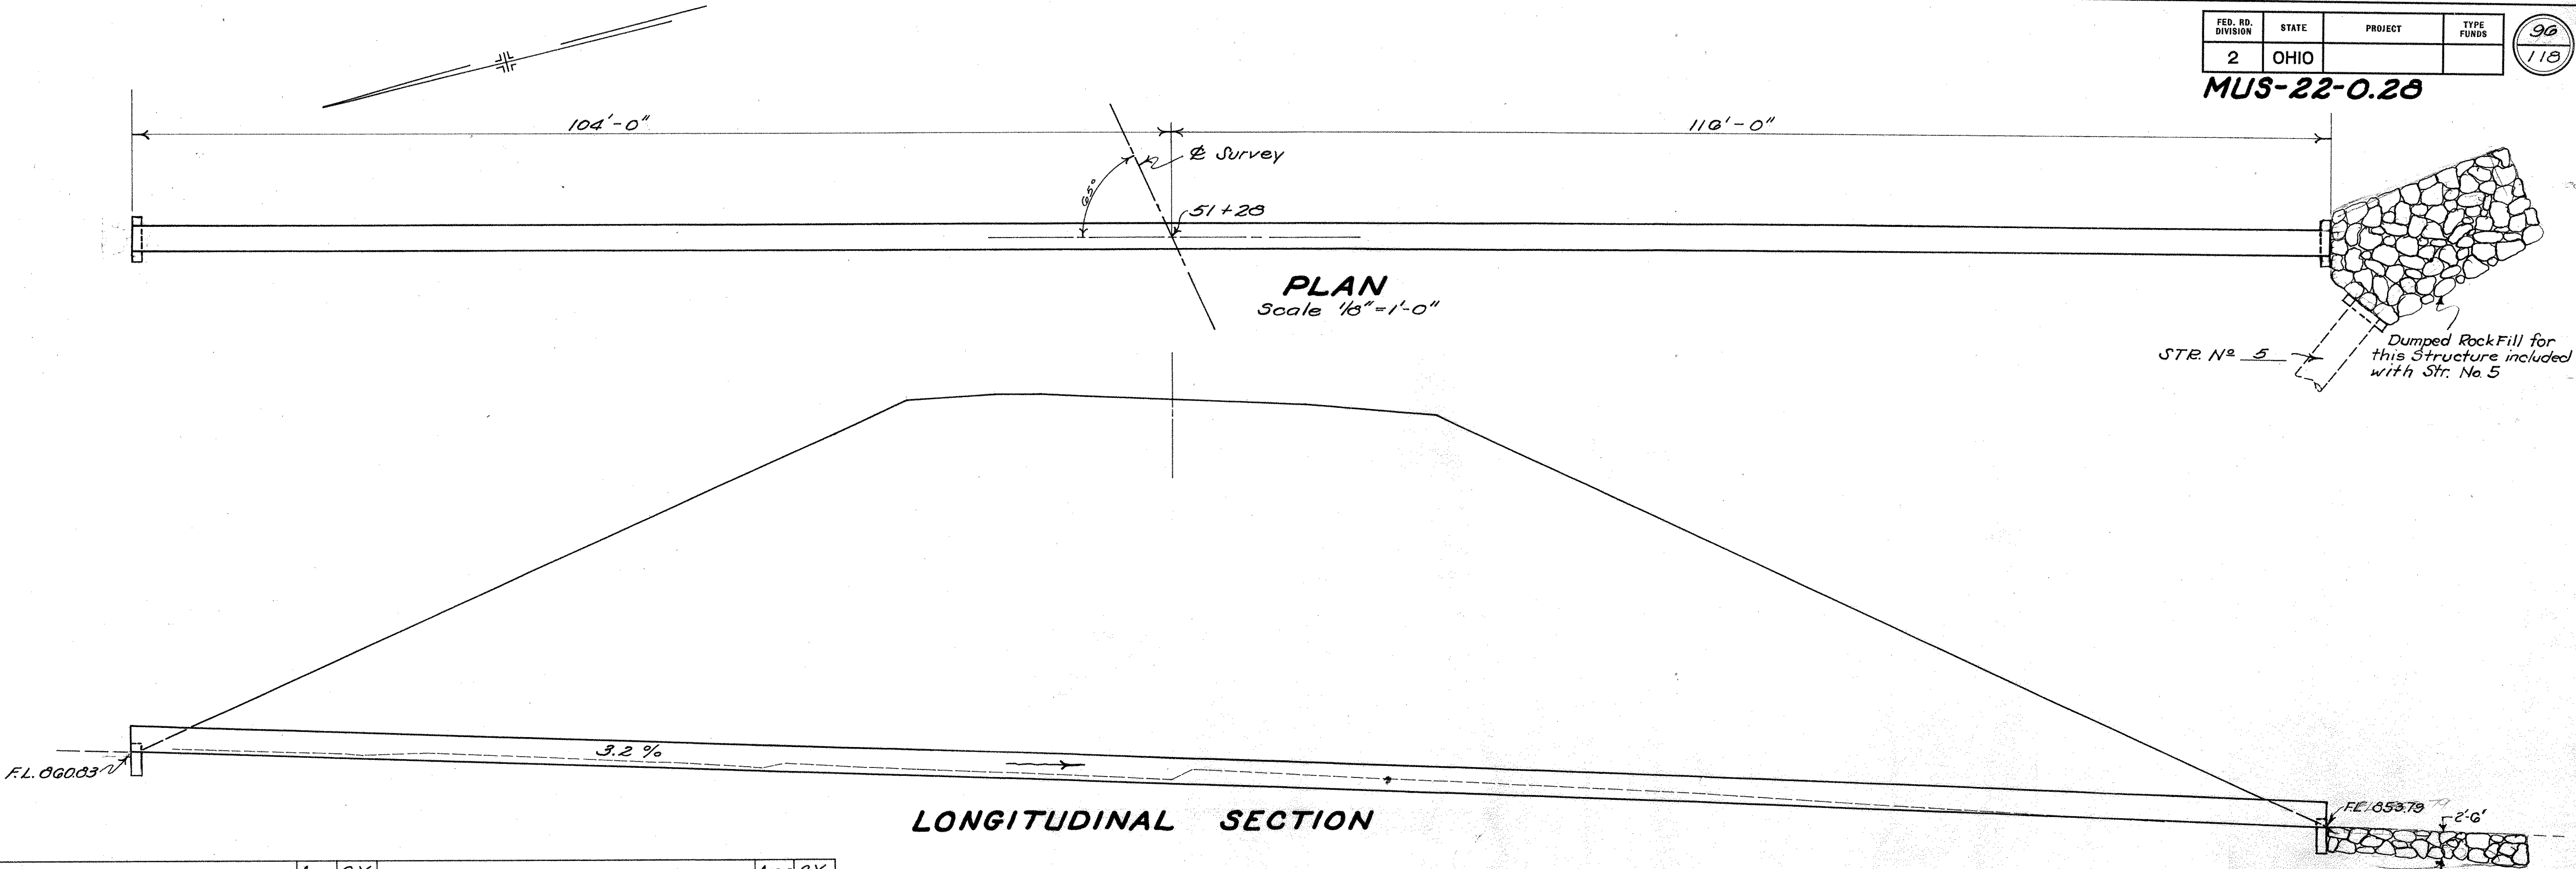 FED. RD. DIVISION STATE PROJECT TYPE FUNDS
2 OHIO
96
118
MUS-22-0.28
104'-0"
116'-0"
℄ Survey
65°
51+28
PLAN
Scale 1/8"=1'-0"
STR. Nº 5
Dumped Rock Fill for
this Structure included
with Str. No. 5
3.2 %
F.L. 860.83
F.L. 853.79
2'-6"
LONGITUDINAL SECTION